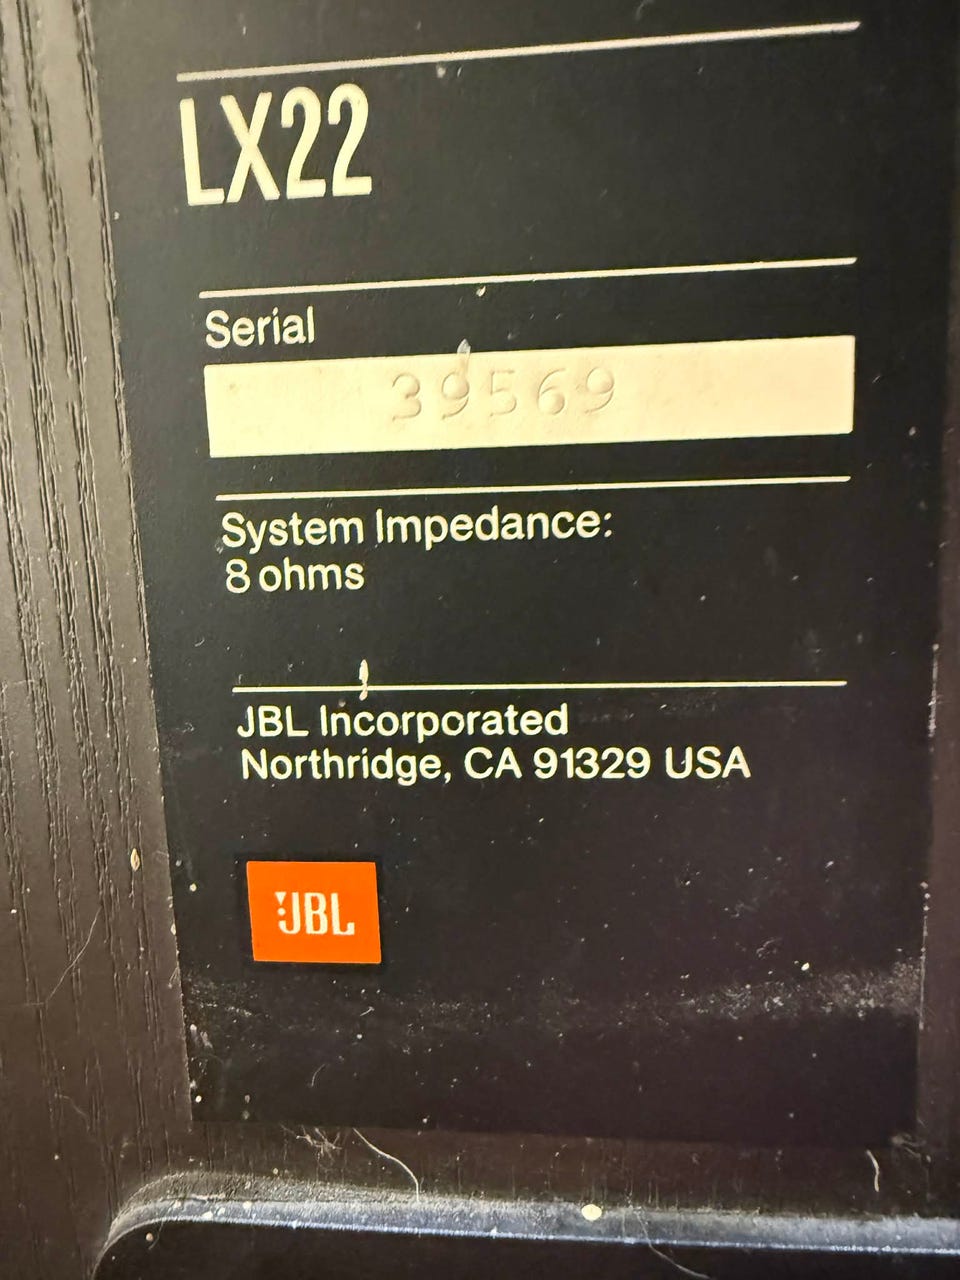 LX22
Serial
39569
System Impedance:
8 ohms
JBL Incorporated
Northridge, CA 91329 USA
JBL